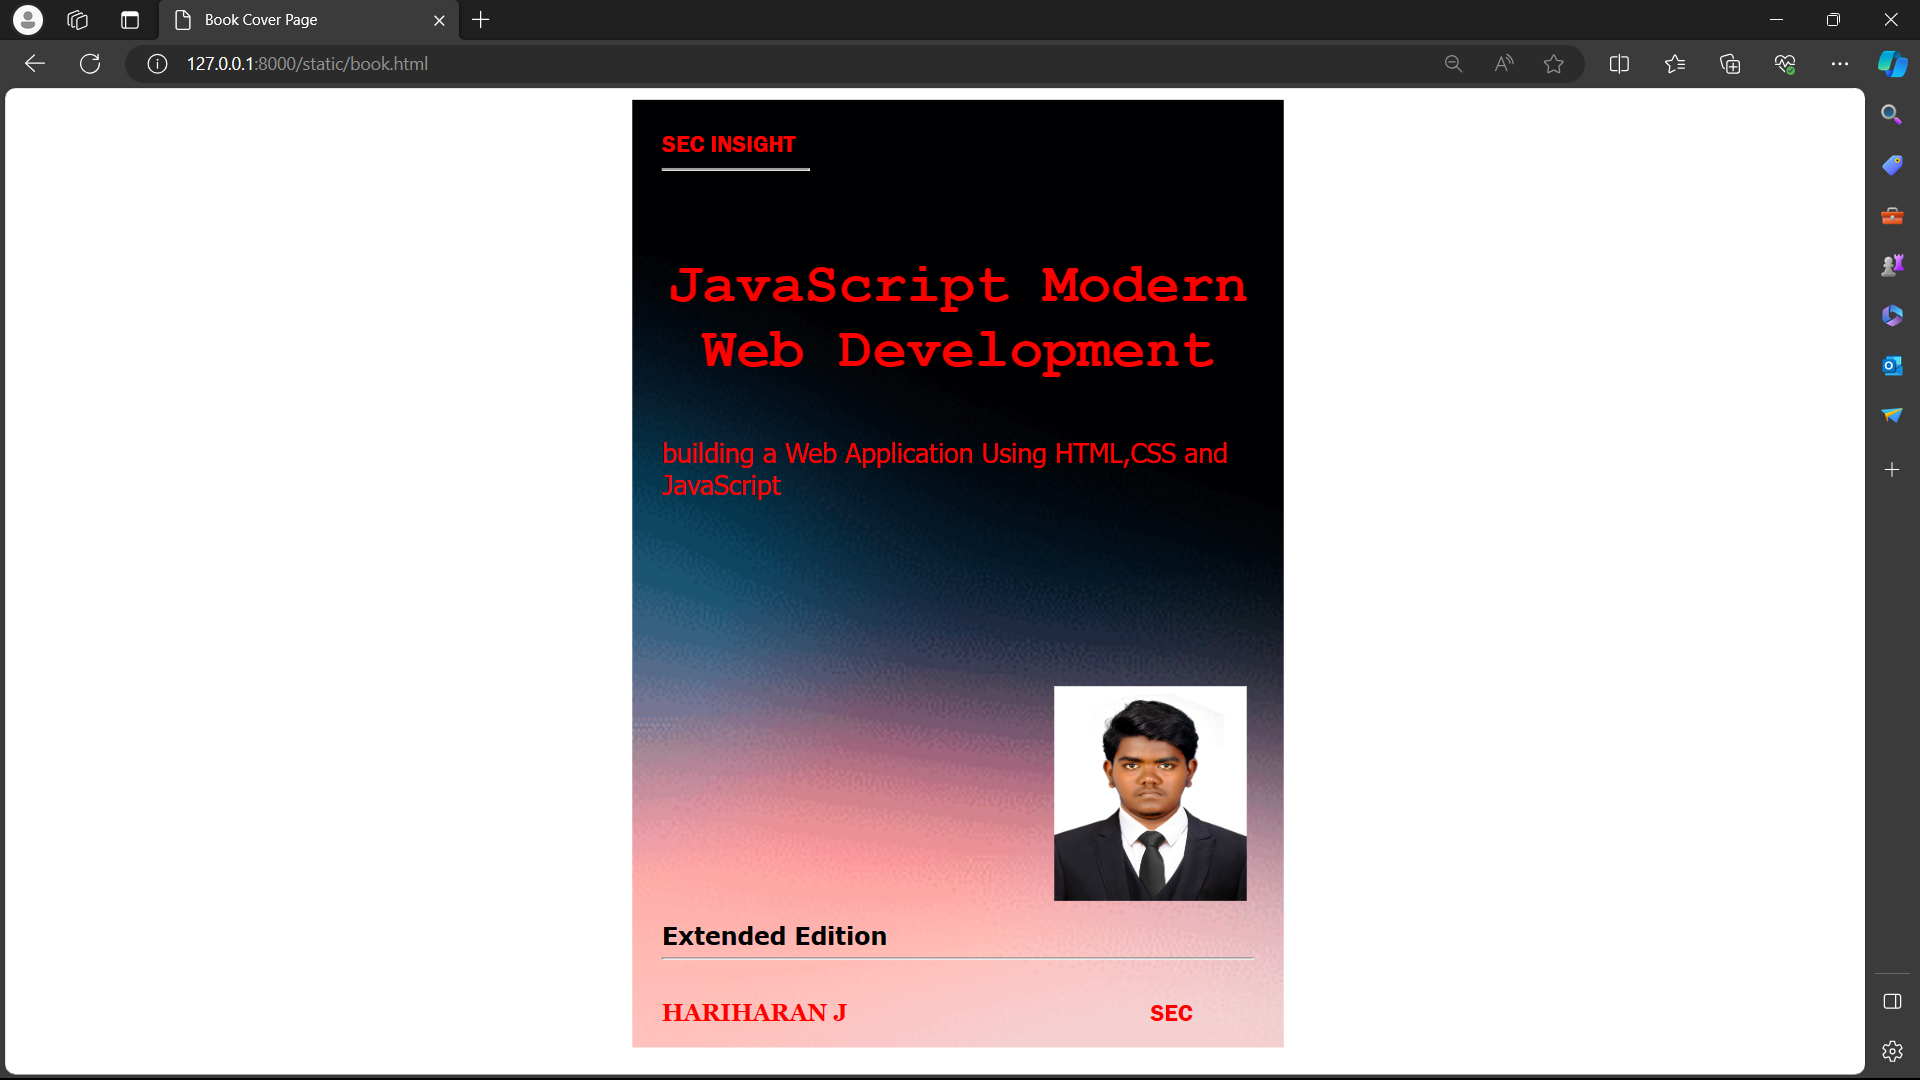 Book Cover Page
127.0.0.1:8000/static/book.html
SEC INSIGHT
JavaScript Modern
Web Development
building a Web Application Using HTML,CSS and
JavaScript
Extended Edition
HARIHARAN J
SEC